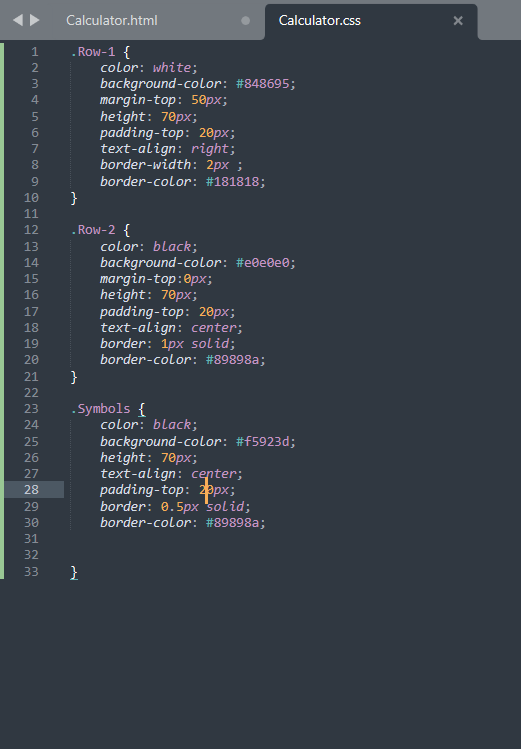 Calculator.html Calculator.css
1 .Row-1 {
2 color: white;
3 background-color: #848695;
4 margin-top: 50px;
5 height: 70px;
6 padding-top: 20px;
7 text-align: right;
8 border-width: 2px ;
9 border-color: #181818;
10 }
11
12 .Row-2 {
13 color: black;
14 background-color: #e0e0e0;
15 margin-top:0px;
16 height: 70px;
17 padding-top: 20px;
18 text-align: center;
19 border: 1px solid;
20 border-color: #89898a;
21 }
22
23 .Symbols {
24 color: black;
25 background-color: #f5923d;
26 height: 70px;
27 text-align: center;
28 padding-top: 20px;
29 border: 0.5px solid;
30 border-color: #89898a;
31
32
33 }